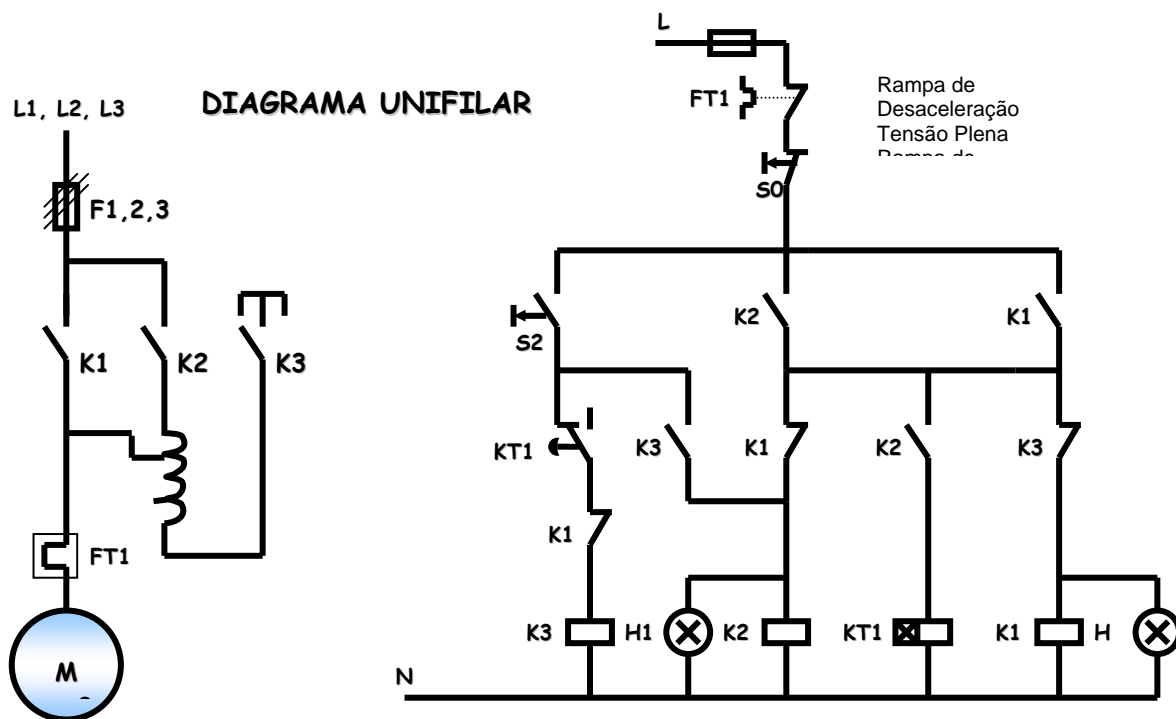 L
DIAGRAMA UNIFILAR
L1, L2, L3
FT1
Rampa de
Desaceleração
Tensão Plena
S0
F1,2,3
K1
K2
K3
S2
K2
K1
KT1
K3
K1
K2
K3
K1
FT1
K3
H1
K2
KT1
K1
H
M
N